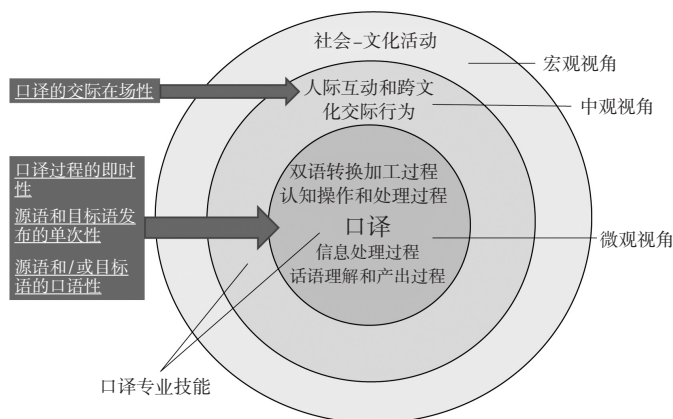 社会-文化活动
宏观视角
口译的交际在场性
人际互动和跨文
化交际行为
中观视角
口译过程的即时
性
源语和目标语发
布的单次性
源语和/或目标
语的口语性
双语转换加工过程
认知操作和处理过程
口译
信息处理过程
话语理解和产出过程
微观视角
口译专业技能